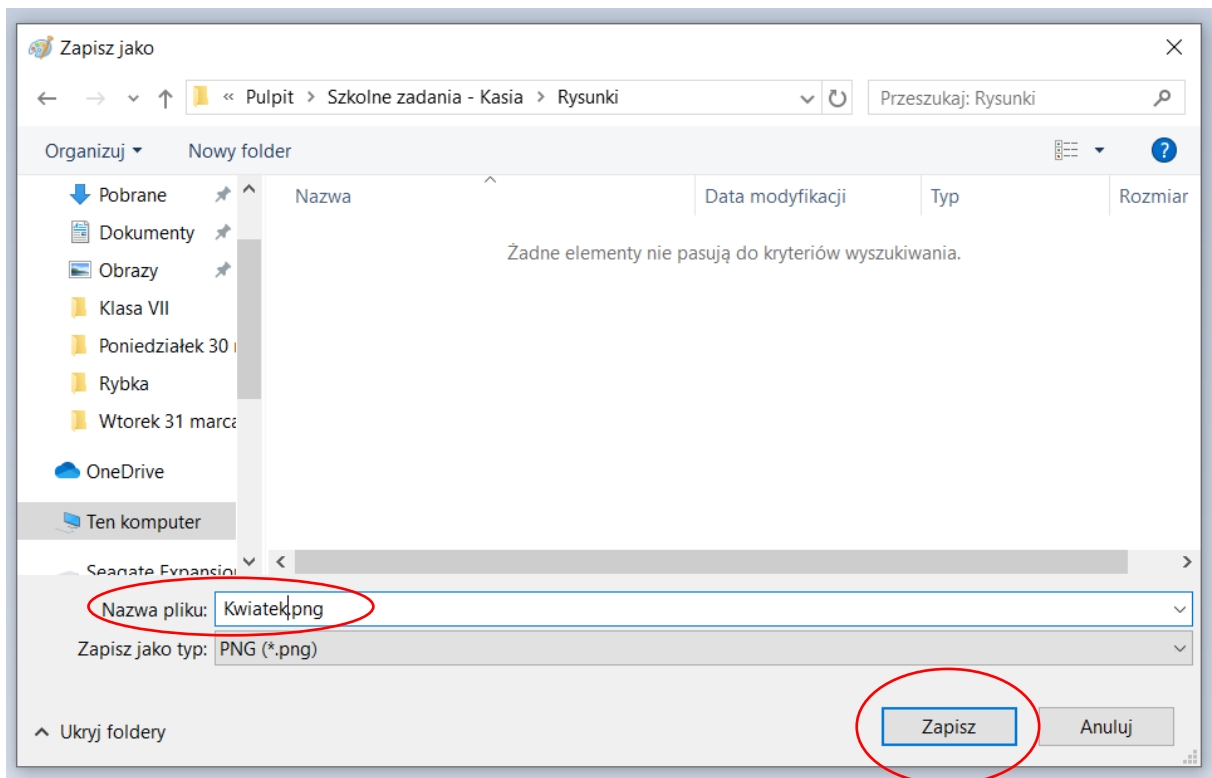 Zapisz jako
« Pulpit > Szkolne zadania - Kasia > Rysunki
Przeszukaj: Rysunki
Organizuj
Nowy folder
?
Nazwa
Data modyfikacji
Typ
Rozmiar
Pobrane
Dokumenty
Obrazy
Klasa VII
Poniedziałek 30
Rybka
Wtorek 31 marca
OneDrive
Ten komputer
Seagate Expansion
Żadne elementy nie pasują do kryteriów wyszukiwania.
Nazwa pliku: Kwiatek.png
Zapisz jako typ: PNG (*.png)
Ukryj foldery
Zapisz
Anuluj